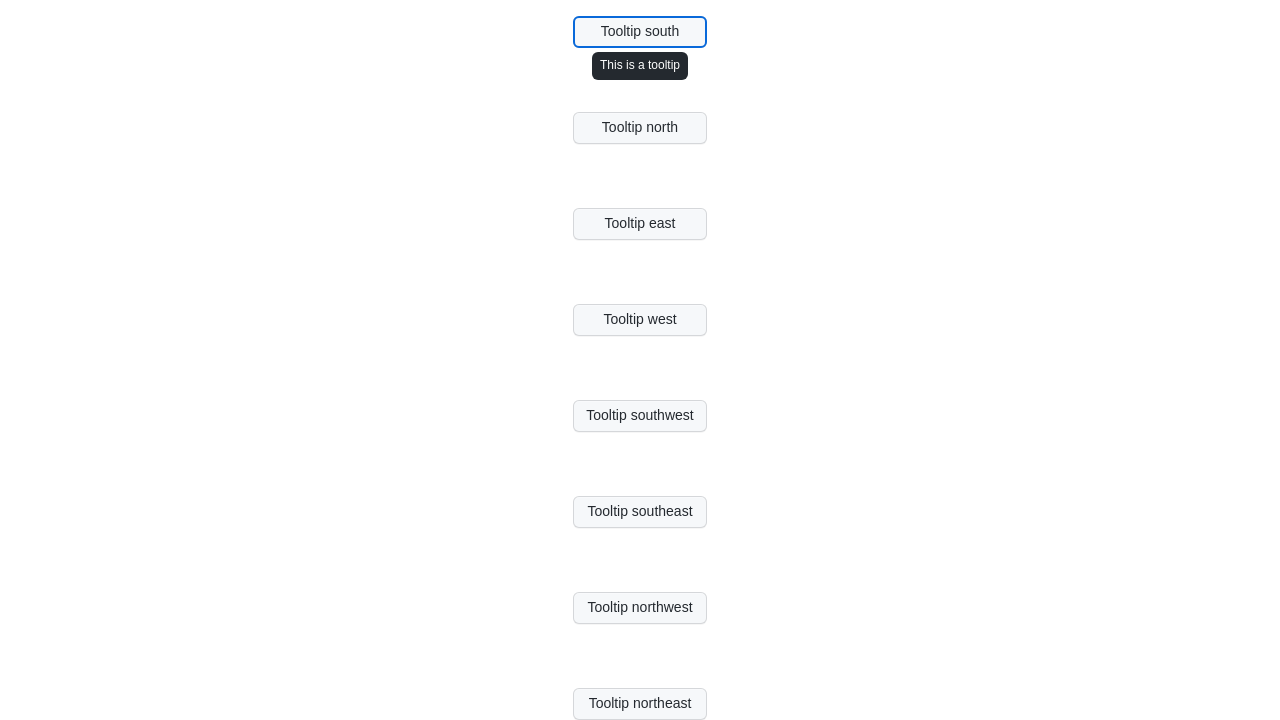 Tooltip south
This is a tooltip
Tooltip north
Tooltip east
Tooltip west
Tooltip southwest
Tooltip southeast
Tooltip northwest
Tooltip northeast